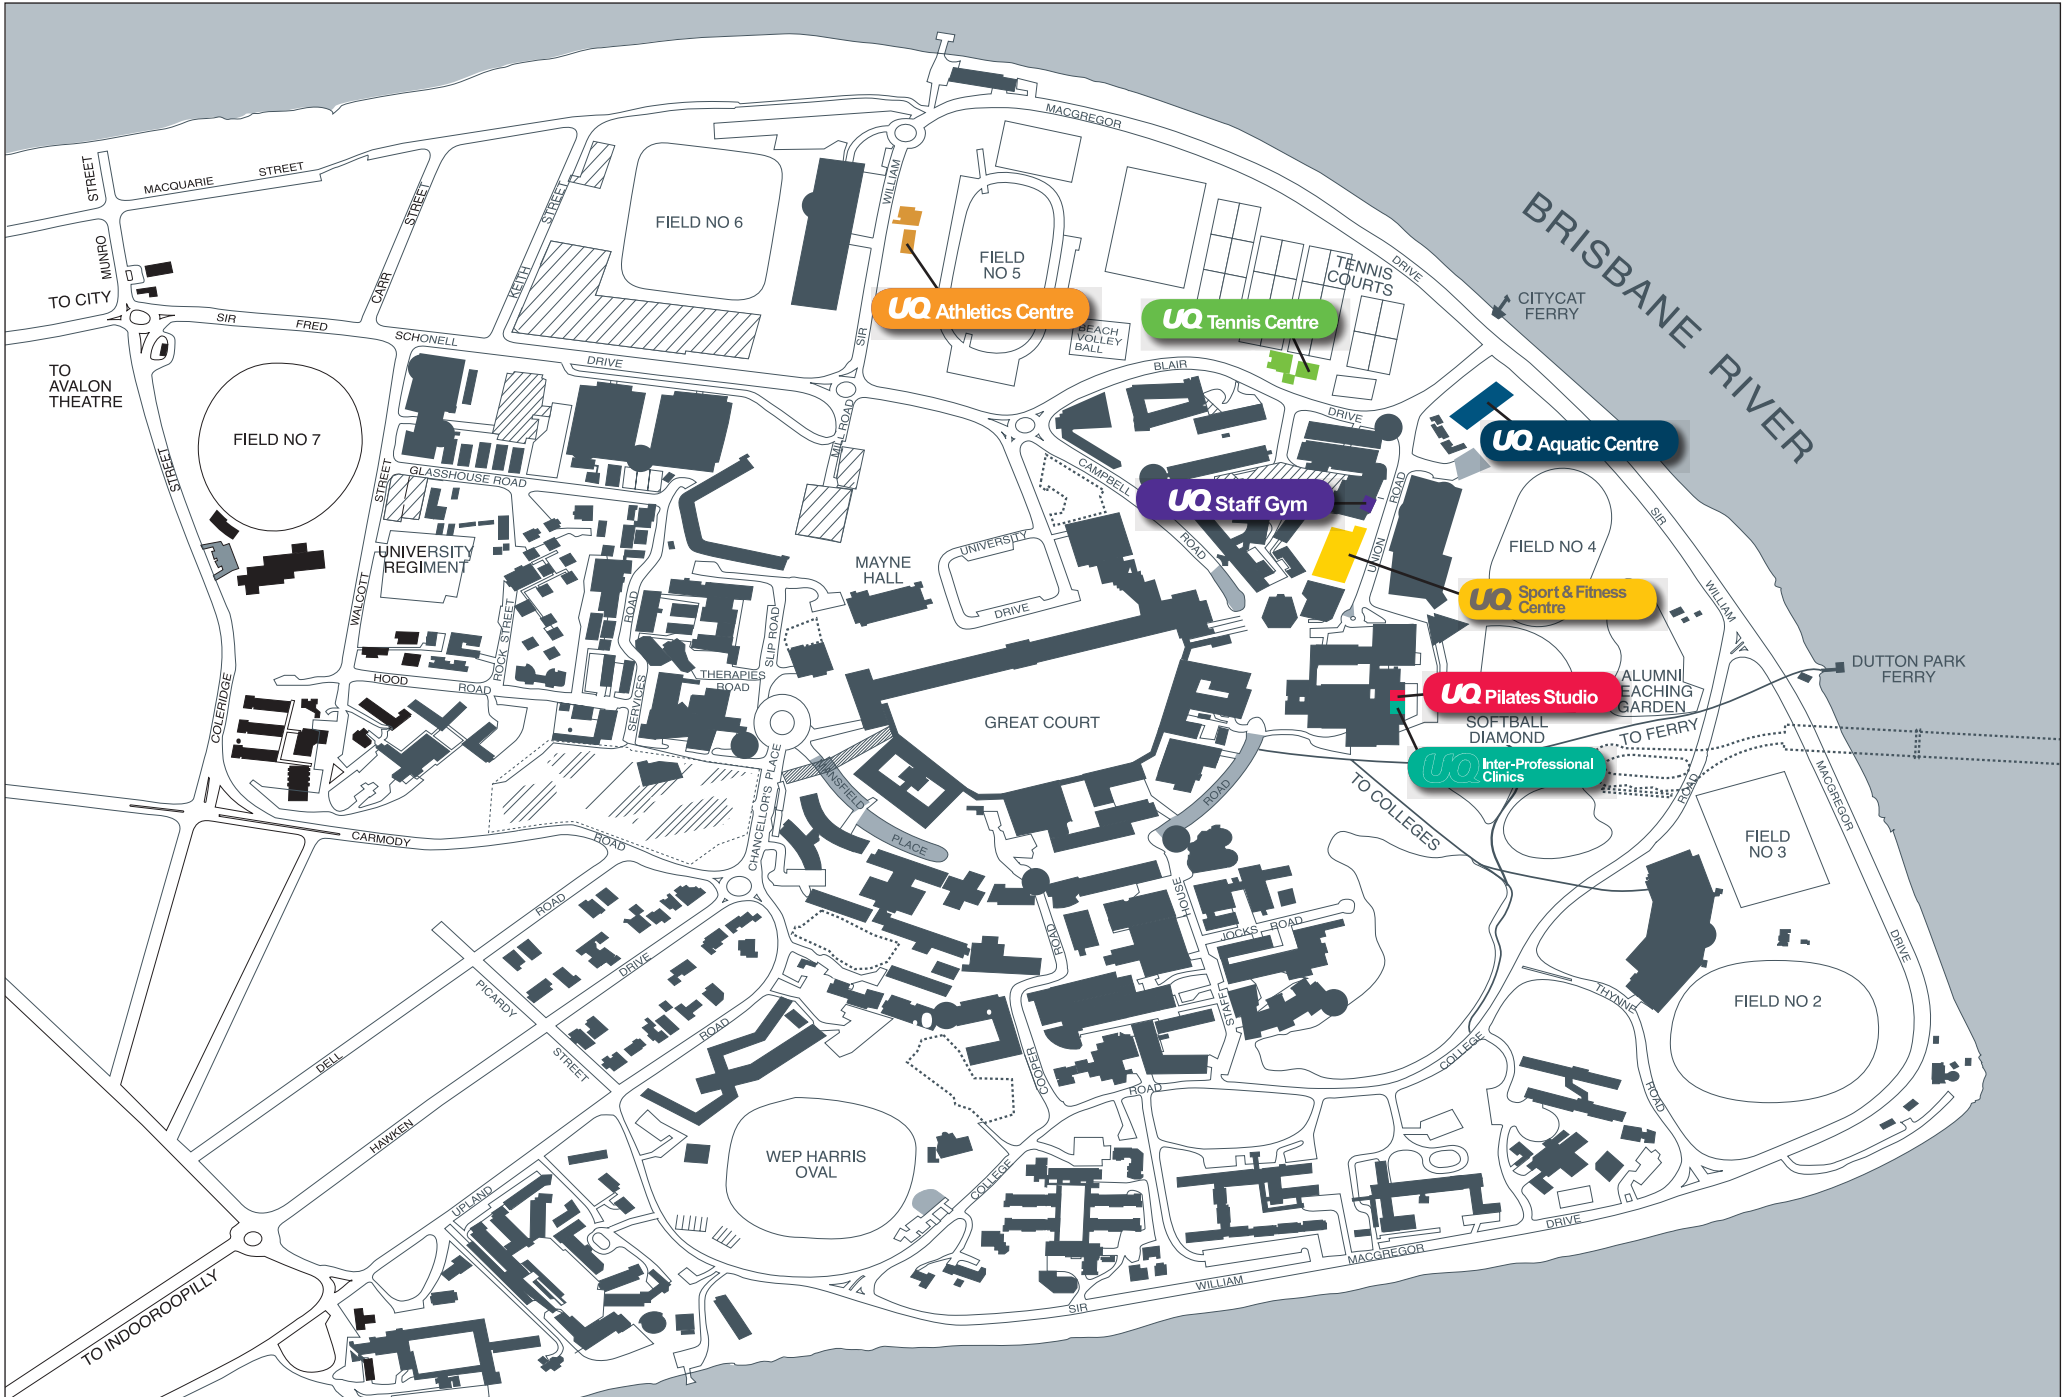 MACGREGOR
STREET
MACQUARIE
STREET
STREET
STREET
WILLIAM
FIELD NO 6
BRISBANE RIVER
MUNRO
CARR
KEITH
FIELD
NO 5
TENNIS
COURTS
DRIVE
CITYCAT
FERRY
TO CITY
UQ Athletics Centre
UQ Tennis Centre
SIR
FRED
SCHONELL
DRIVE
SIR
BEACH
VOLLEY
BALL
BLAIR
DRIVE
TO
AVALON
THEATRE
FIELD NO 7
MILL ROAD
UQ Aquatic Centre
STREET
STREET
GLASSHOUSE ROAD
CAMPBELL
ROAD
ROAD
UQ Staff Gym
SIR
UNIVERSITY
REGIMENT
UNIVERSITY
DRIVE
MAYNE
HALL
UNION
FIELD NO 4
WALCOTT
ROCK STREET
ROAD
SLIP ROAD
UQ Sport & Fitness
Centre
WILLIAM
THERAPIES
ROAD
HOOD
ROAD
SERVICES
COLERIDGE
DUTTON PARK
FERRY
UQ Pilates Studio
ALUMNI
EACHING
GARDEN
GREAT COURT
SOFTBALL
DIAMOND
TO FERRY
UQ Inter-Professional
Clinics
MANSFIELD
PLACE
CHANCELLOR'S PLACE
ROAD
TO COLLEGES
ROAD
MACGREGOR
CARMODY
ROAD
FIELD
NO 3
HOUSE
ROAD
DRIVE
ROAD
JOCKS
ROAD
DRIVE
PICARDY
STREET
ROAD
STAFF
THYNNE
ROAD
FIELD NO 2
DELL
HAWKEN
COOPER
ROAD
COLLEGE
WEP HARRIS
OVAL
UPLAND
COLLEGE
DRIVE
MACGREGOR
WILLIAM
SIR
TO INDOOROOPILLY